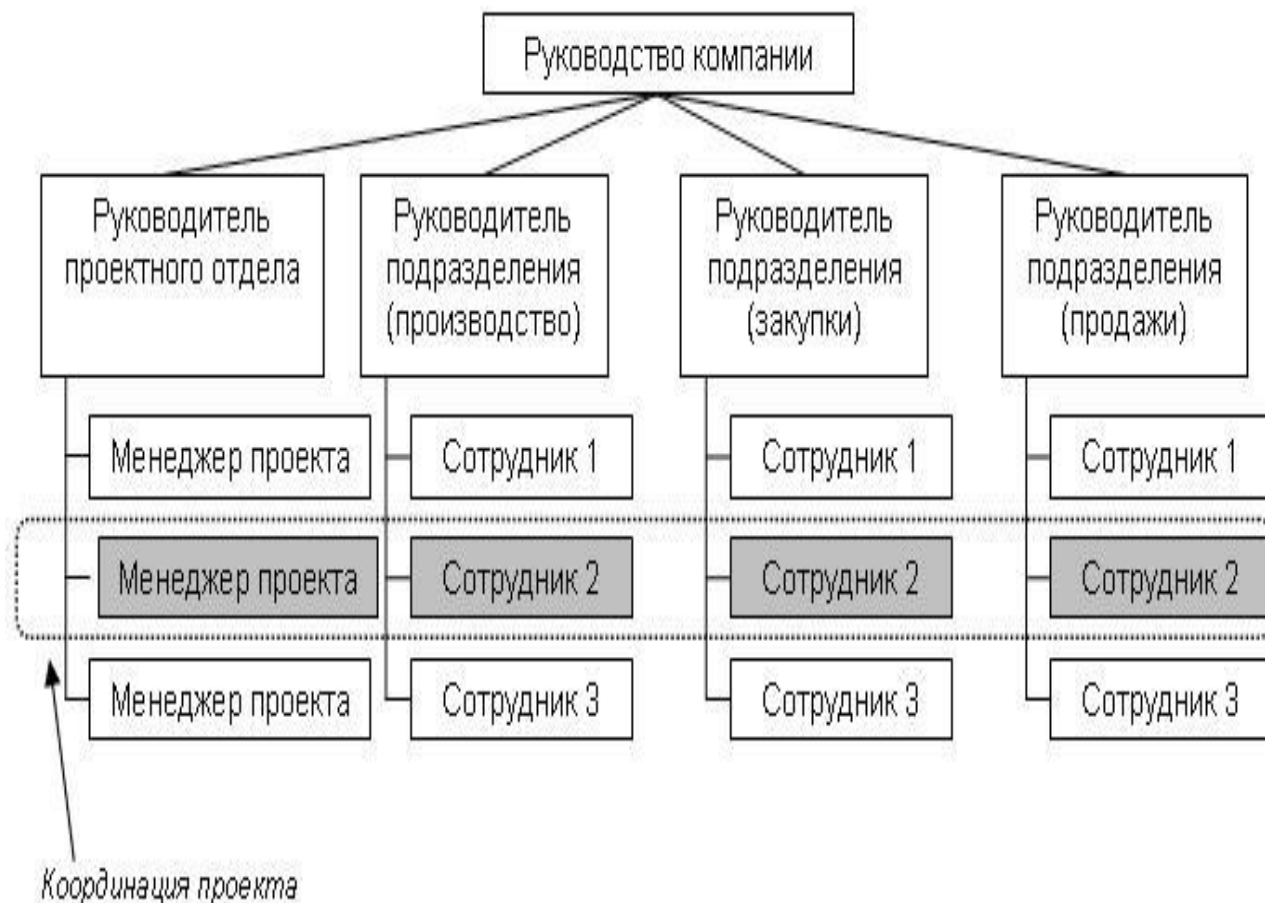 Руководство компании
Руководитель
проектного отдела
Руководитель
подразделения
(производство)
Руководитель
подразделения
(закупки)
Руководитель
подразделения
(продажи)
Менеджер проекта
Сотрудник 1
Сотрудник 1
Сотрудник 1
Менеджер проекта
Сотрудник 2
Сотрудник 2
Сотрудник 2
Менеджер проекта
Сотрудник 3
Сотрудник 3
Сотрудник 3
Координация проекта